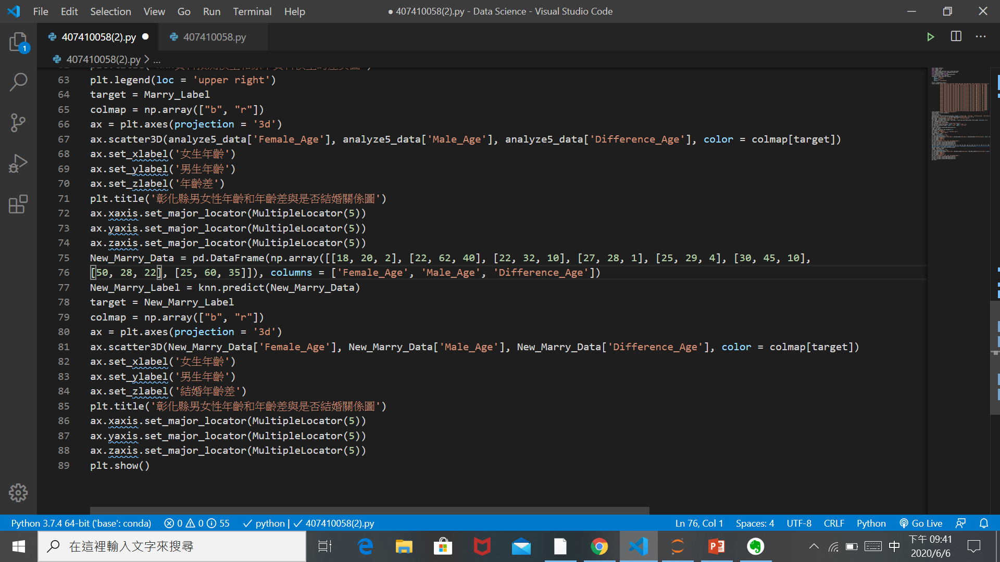 File Edit Selection View Go Run Terminal Help
● 407410058(2).py - Data Science - Visual Studio Code
407410058(2).py ● 407410058.py
407410058(2).py > ...
1
63 plt.legend(loc = 'upper right')
64 target = Marry_Label
65 colmap = np.array(["b", "r"])
66 ax = plt.axes(projection = '3d')
67 ax.scatter3D(analyze5_data['Female_Age'], analyze5_data['Male_Age'], analyze5_data['Difference_Age'], color = colmap[target])
68 ax.set_xlabel('女生年齡')
69 ax.set_ylabel('男生年齡')
70 ax.set_zlabel('年齡差')
71 plt.title('彰化縣男女性年齡和年齡差與是否結婚關係圖')
72 ax.xaxis.set_major_locator(MultipleLocator(5))
73 ax.yaxis.set_major_locator(MultipleLocator(5))
74 ax.zaxis.set_major_locator(MultipleLocator(5))
75 New_Marry_Data = pd.DataFrame(np.array([[18, 20, 2], [22, 62, 40], [22, 32, 10], [27, 28, 1], [25, 29, 4], [30, 45, 10],
76 [50, 28, 22], [25, 60, 35]]), columns = ['Female_Age', 'Male_Age', 'Difference_Age'])
77 New_Marry_Label = knn.predict(New_Marry_Data)
78 target = New_Marry_Label
79 colmap = np.array(["b", "r"])
80 ax = plt.axes(projection = '3d')
81 ax.scatter3D(New_Marry_Data['Female_Age'], New_Marry_Data['Male_Age'], New_Marry_Data['Difference_Age'], color = colmap[target])
82 ax.set_xlabel('女生年齡')
83 ax.set_ylabel('男生年齡')
84 ax.set_zlabel('結婚年齡差')
85 plt.title('彰化縣男女性年齡和年齡差與是否結婚關係圖')
86 ax.xaxis.set_major_locator(MultipleLocator(5))
87 ax.yaxis.set_major_locator(MultipleLocator(5))
88 ax.zaxis.set_major_locator(MultipleLocator(5))
89 plt.show()
Python 3.7.4 64-bit ('base': conda) 0 0 55 python | 407410058(2).py Ln 76, Col 1 Spaces: 4 UTF-8 CRLF Python Go Live
在這裡輸入文字來搜尋
中
下午 09:41
2020/6/6